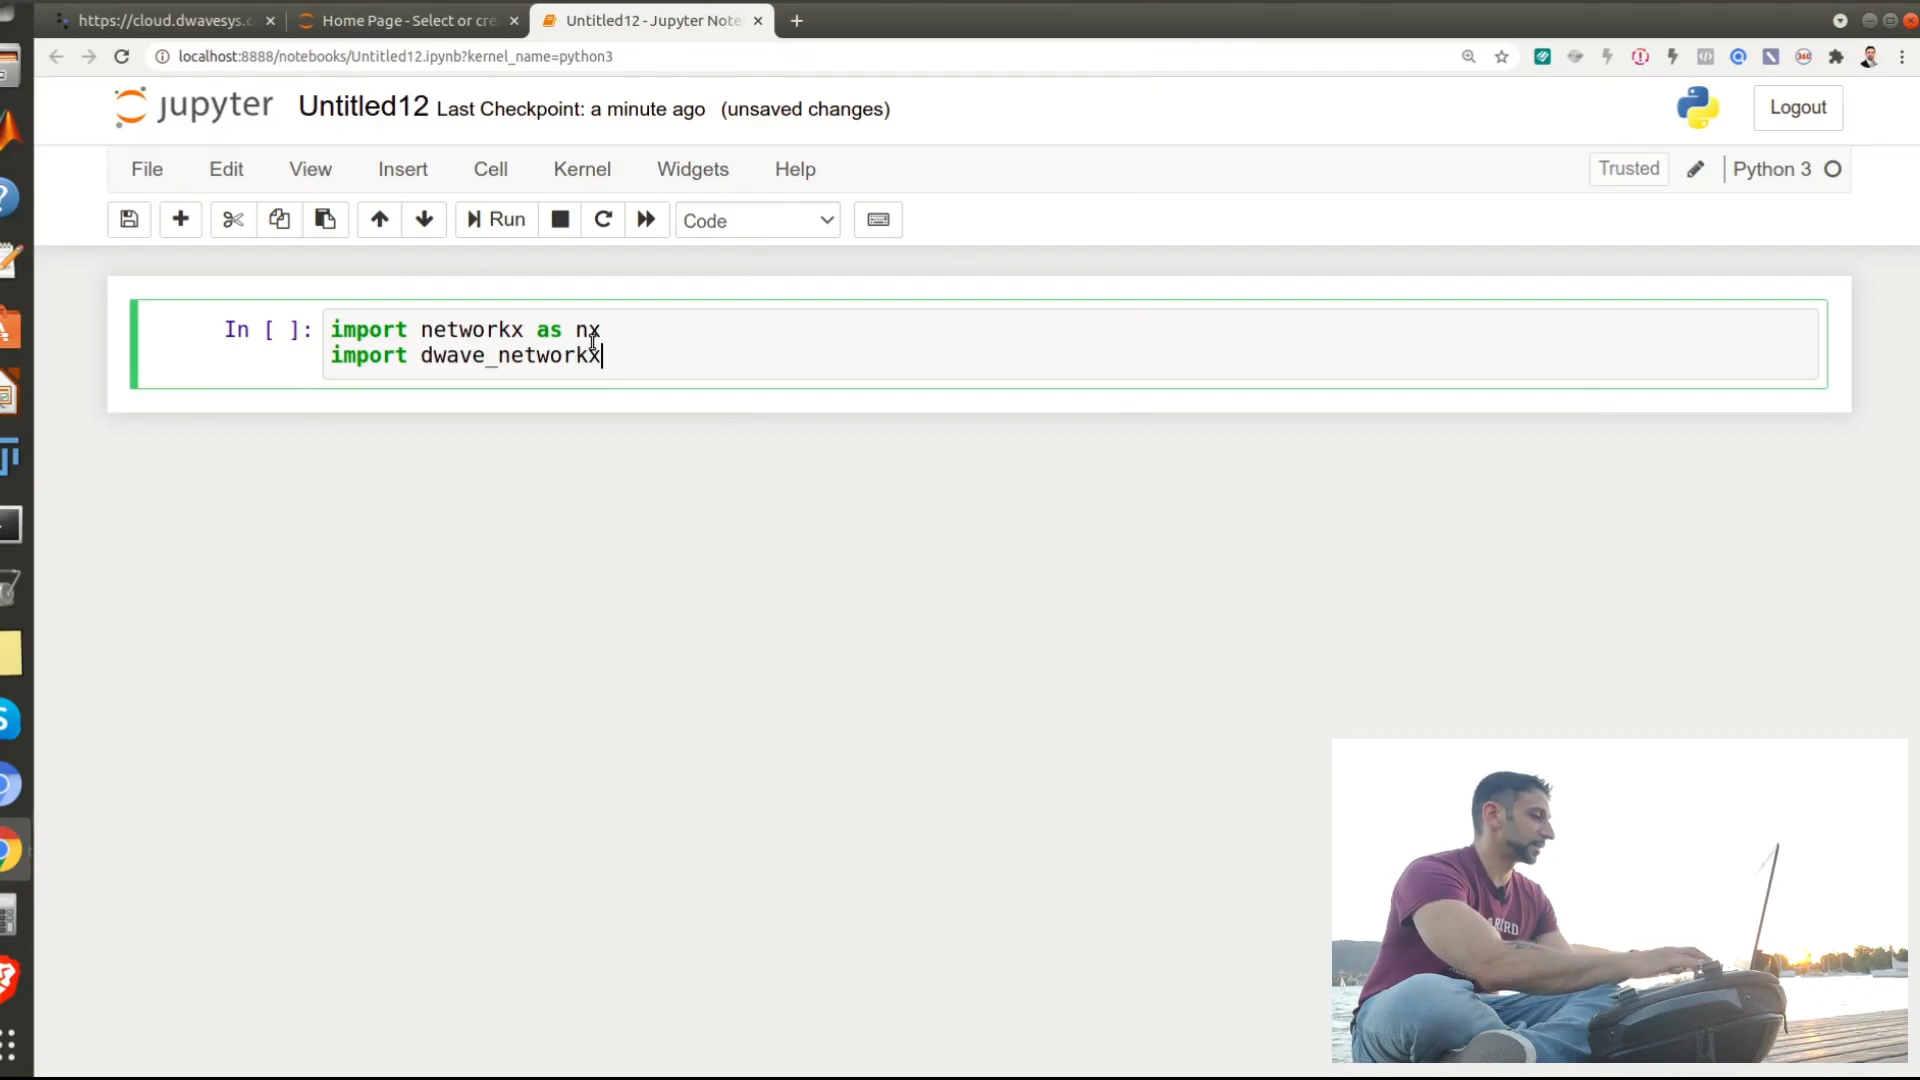 https://cloud.dwavesys.c
Home Page - Select or cre
Untitled12 - Jupyter Note
localhost:8888/notebooks/Untitled12.ipynb?kernel_name=python3
360
jupyter
Untitled12 Last Checkpoint: a minute ago (unsaved changes)
Logout
File Edit View Insert Cell Kernel Widgets Help
Trusted
Python 3
Run
Code
In [ ]:
import networkx as nx
import dwave_networkx